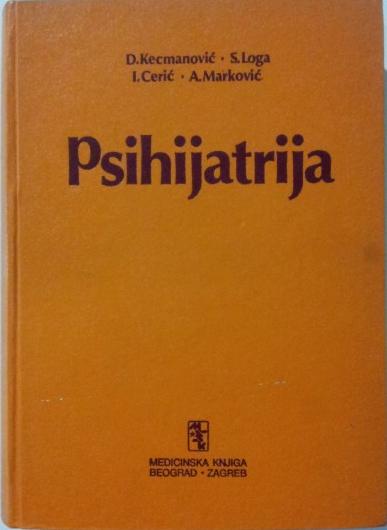 D.Kecmanović · S.Loga
I.Cerić · A.Marković
Psihijatrija
MEDICINSKA KNJIGA
BEOGRAD · ZAGREB